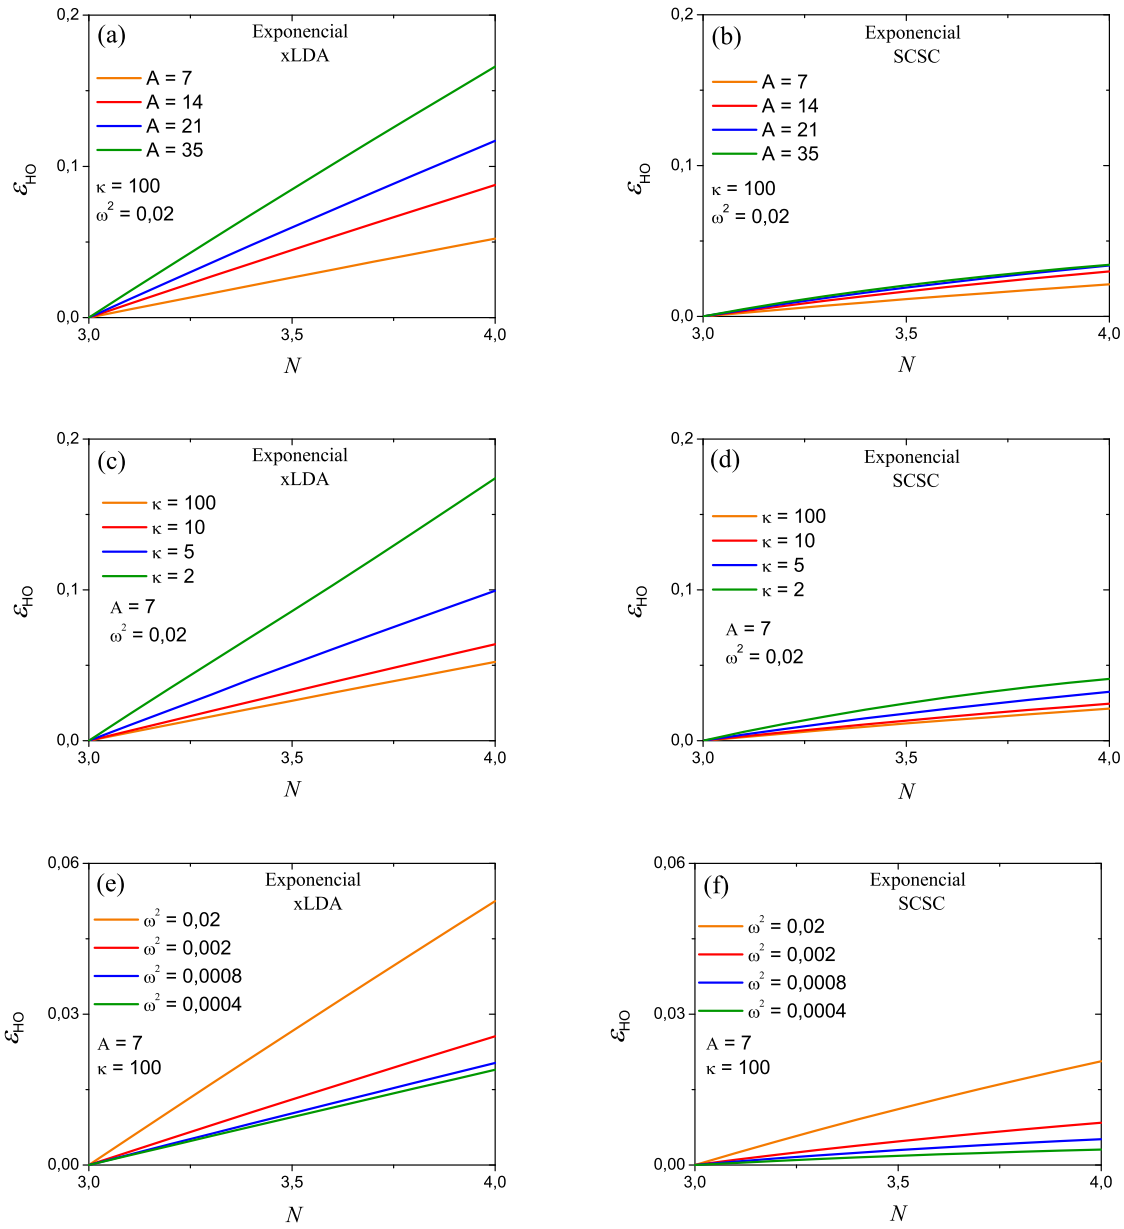 (a)
Exponencial
xLDA
A = 7
A = 14
A = 21
A = 35
κ = 100
ω² = 0,02
0,2
0,1
0,0
εHO
3,0 3,5 4,0
N
(b)
Exponencial
SCSC
A = 7
A = 14
A = 21
A = 35
κ = 100
ω² = 0,02
0,2
0,1
0,0
εHO
3,0 3,5 4,0
N
(c)
Exponencial
xLDA
κ = 100
κ = 10
κ = 5
κ = 2
A = 7
ω² = 0,02
0,2
0,1
0,0
εHO
3,0 3,5 4,0
N
(d)
Exponencial
SCSC
κ = 100
κ = 10
κ = 5
κ = 2
A = 7
ω² = 0,02
0,2
0,1
0,0
εHO
3,0 3,5 4,0
N
(e)
Exponencial
xLDA
ω² = 0,02
ω² = 0,002
ω² = 0,0008
ω² = 0,0004
A = 7
κ = 100
0,06
0,03
0,00
εHO
3,0 3,5 4,0
N
(f)
Exponencial
SCSC
ω² = 0,02
ω² = 0,002
ω² = 0,0008
ω² = 0,0004
A = 7
κ = 100
0,06
0,03
0,00
εHO
3,0 3,5 4,0
N